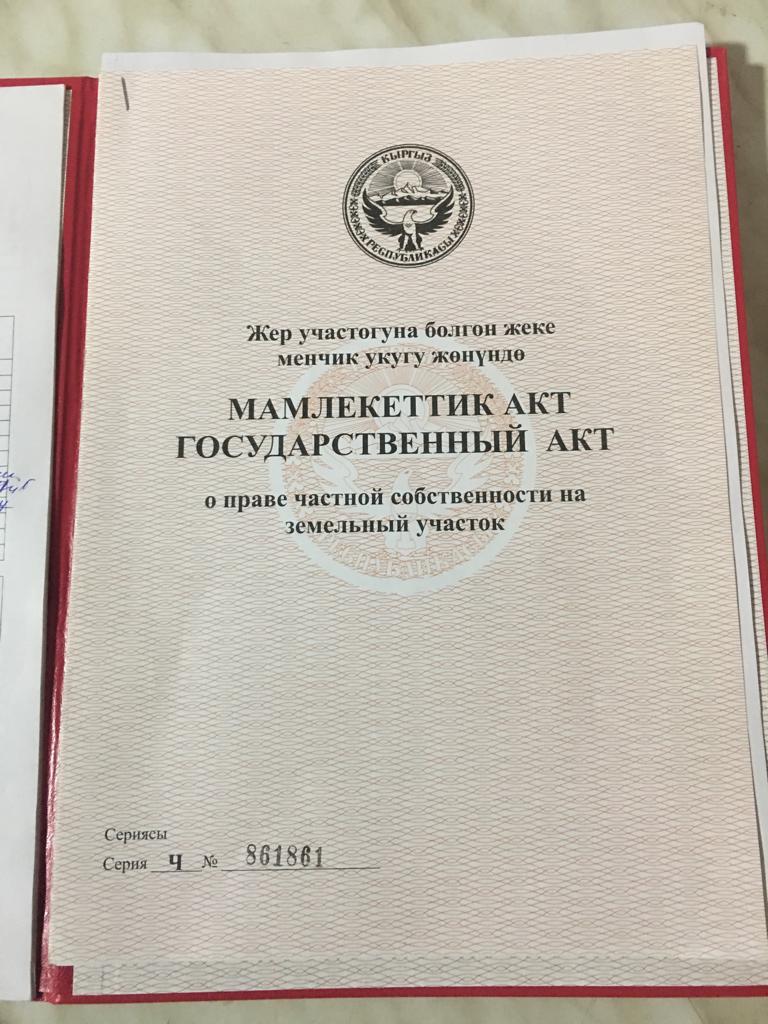 КЫРГЫЗ
РЕСПУБЛИКАСЫ
Жер участогуна болгон жеке
менчик укугу жөнүндө
МАМЛЕКЕТТИК АКТ
ГОСУДАРСТВЕННЫЙ АКТ
о праве частной собственности на
земельный участок
Сериясы
Серия Ч № 861861